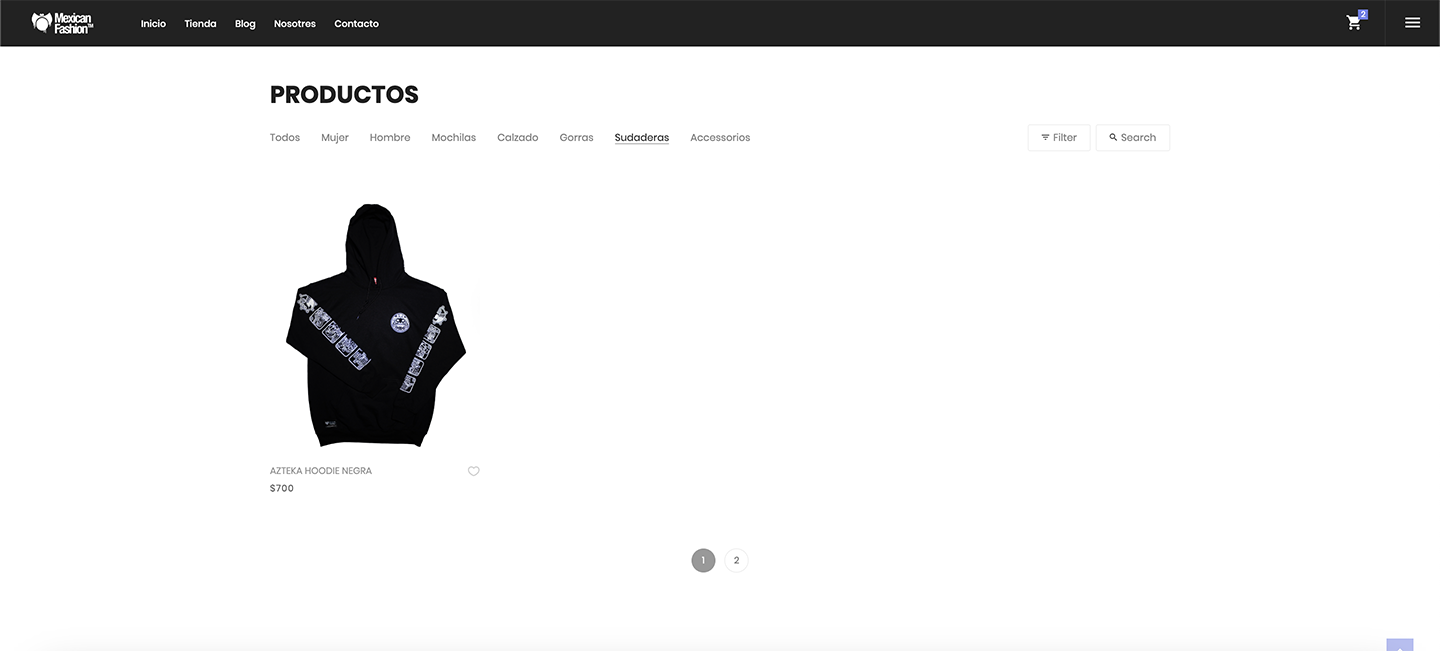 Mexican
Fashion™
Inicio Tienda Blog Nosotros Contacto
2
PRODUCTOS
Todos Mujer Hombre Mochilas Calzado Gorras Sudaderas Accessorios
Filter Search
AZTEKA HOODIE NEGRA
$700
1 2